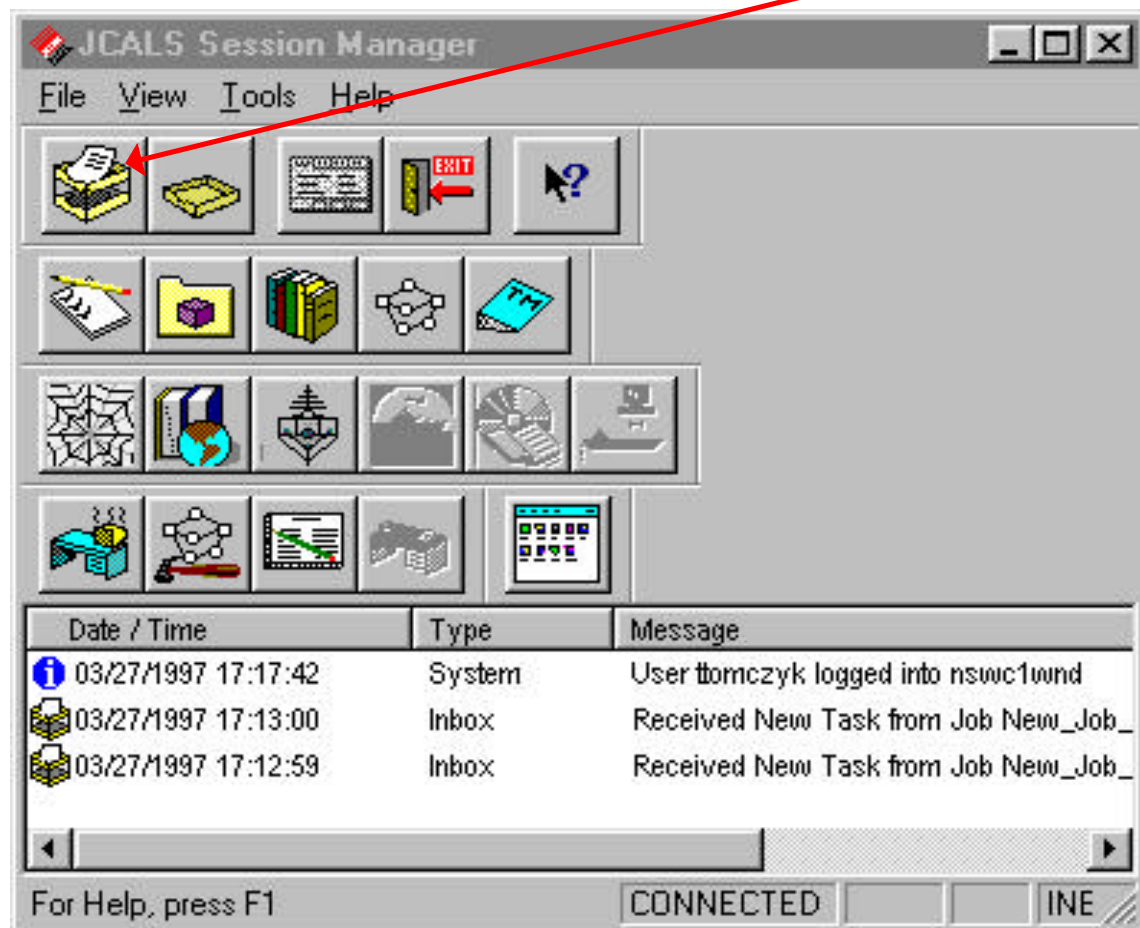 JCALS Session Manager
File View Tools Help
EXIT
?
TM
Date / Time Type Message
03/27/1997 17:17:42 System User ttomczyk logged into nswc1wnd
03/27/1997 17:13:00 Inbox Received New Task from Job New_Job_
03/27/1997 17:12:59 Inbox Received New Task from Job New_Job_
For Help, press F1 CONNECTED INE